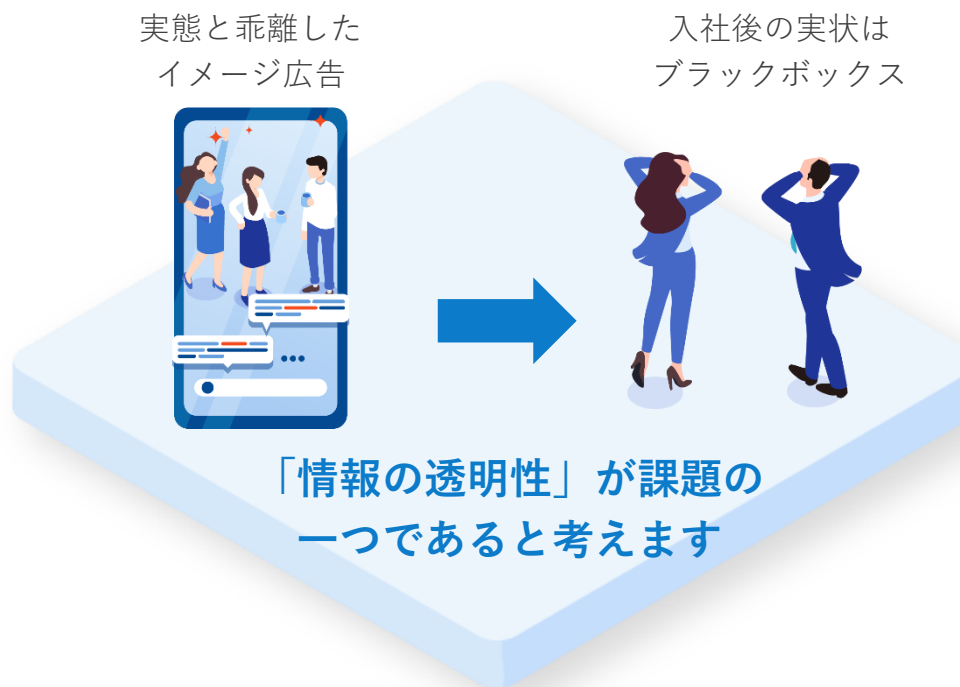 実態と乖離した
イメージ広告
入社後の実状は
ブラックボックス
「情報の透明性」が課題の
一つであると考えます